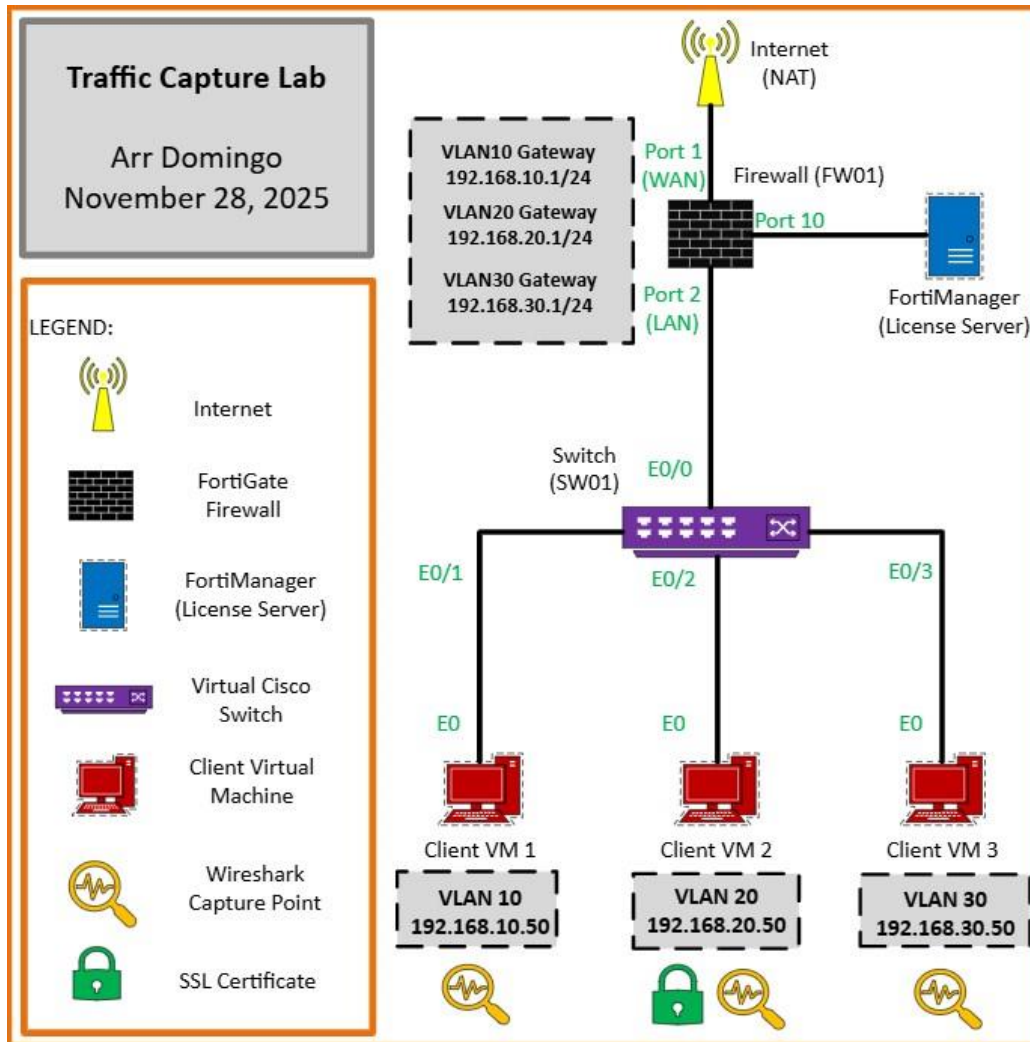 Traffic Capture Lab
Arr Domingo
November 28, 2025
LEGEND:
Internet
FortiGate
Firewall
FortiManager
(License Server)
Virtual Cisco
Switch
Client Virtual
Machine
Wireshark
Capture Point
SSL Certificate
Internet
(NAT)
VLAN10 Gateway
192.168.10.1/24
VLAN20 Gateway
192.168.20.1/24
VLAN30 Gateway
192.168.30.1/24
Port 1
(WAN)
Firewall (FW01)
Port 10
Port 2
(LAN)
FortiManager
(License Server)
Switch
(SW01)
E0/0
E0/1
E0/2
E0/3
E0
E0
E0
Client VM 1
Client VM 2
Client VM 3
VLAN 10
192.168.10.50
VLAN 20
192.168.20.50
VLAN 30
192.168.30.50